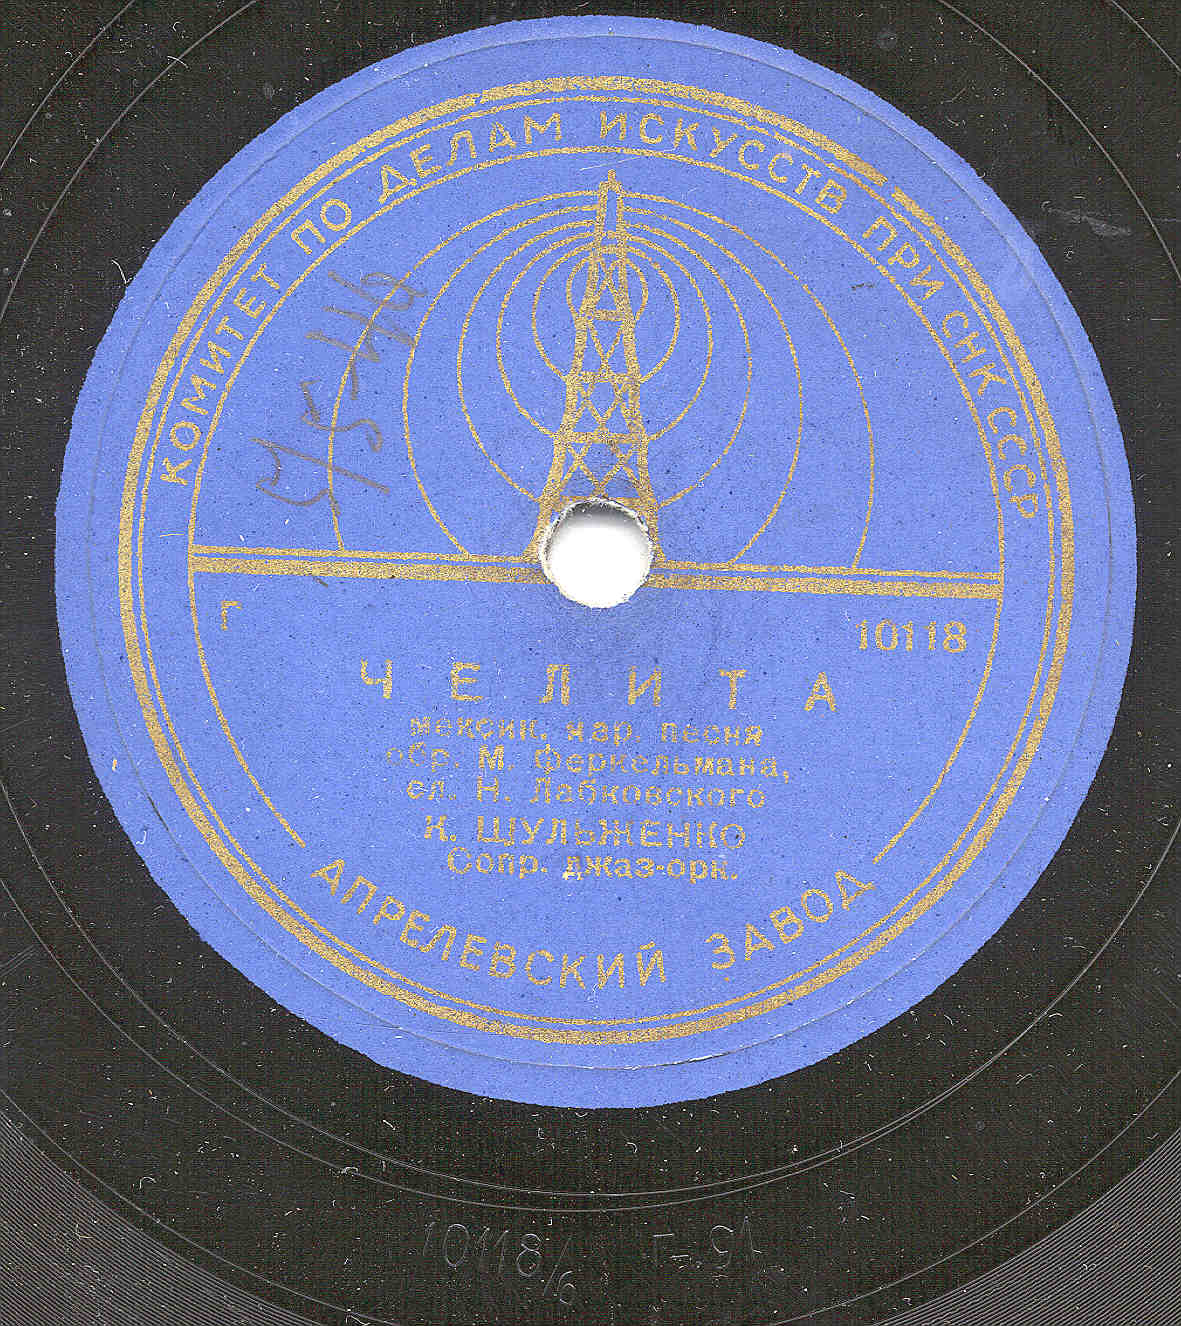 КОМИТЕТ ПО ДЕЛАМ ИСКУССТВ ПРИ СНК СССР
Г
10118
ЧЕЛИТА
мексик. нар. песня
обр. М. Феркельмана,
сл. Н. Лабковского
К. ШУЛЬЖЕНКО
Сопр. джаз-орк.
АПРЕЛЕВСКИЙ ЗАВОД
10118/6